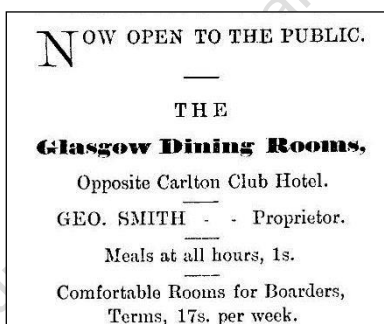 NOW OPEN TO THE PUBLIC.
THE
Glasgow Dining Rooms,
Opposite Carlton Club Hotel.
GEO. SMITH - - Proprietor.
Meals at all hours, 1s.
Comfortable Rooms for Boarders,
Terms, 17s. per week.